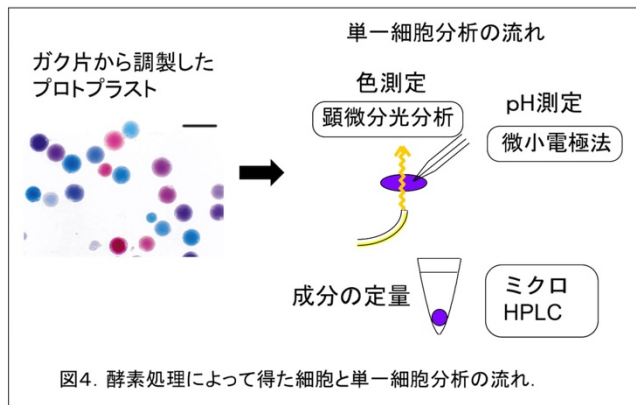 単一細胞分析の流れ
ガク片から調製した
プロトプラスト
色測定
顕微分光分析
pH測定
微小電極法
成分の定量
ミクロ
HPLC
図4. 酵素処理によって得た細胞と単一細胞分析の流れ.